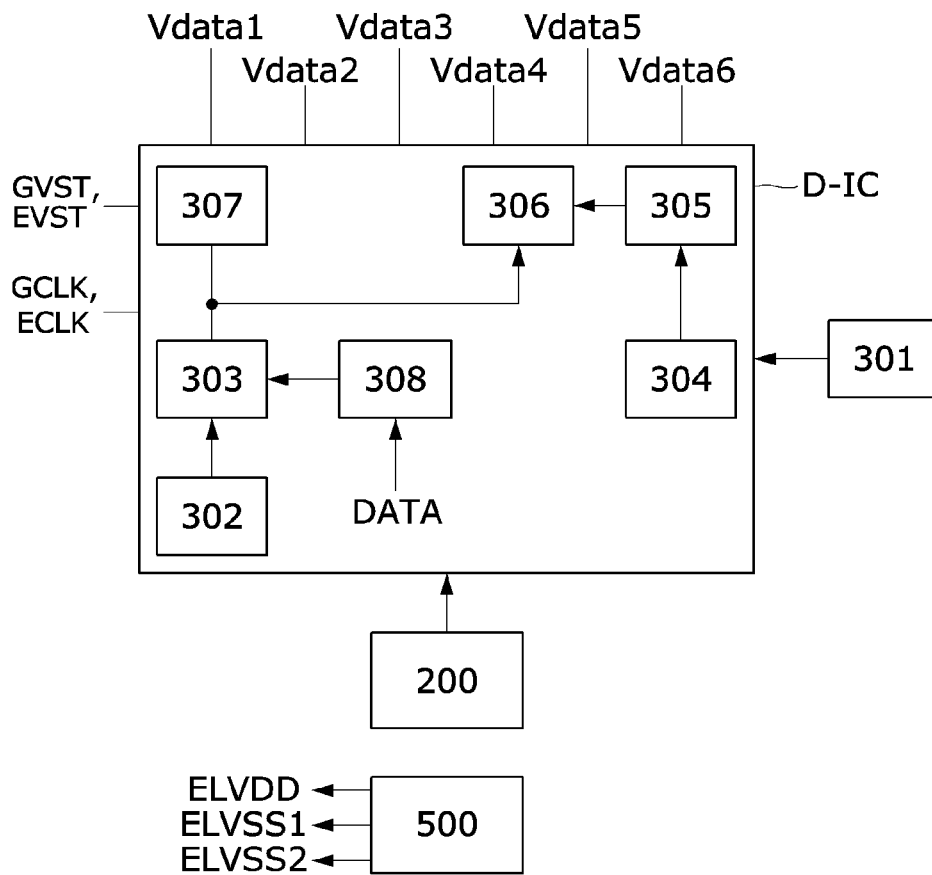 Vdata1 Vdata3 Vdata5
Vdata2 Vdata4 Vdata6
GVST,
EVST
307 306 305 D-IC
GCLK,
ECLK
303 308 304 301
302 DATA
200
ELVDD
ELVSS1 500
ELVSS2